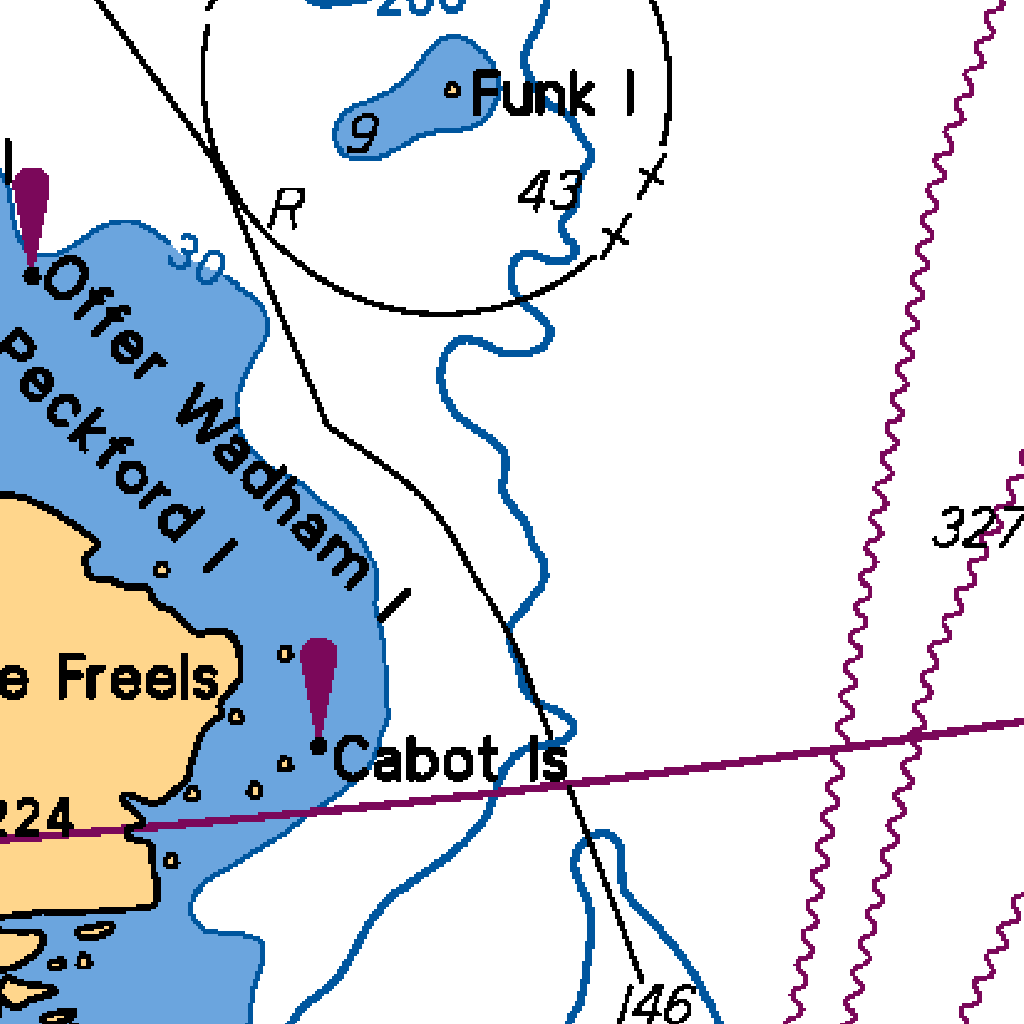 200
Funk I
9
43
R
30
Offer Wadham I
Peckford I
327
e Freels
Cabot Is
224
146